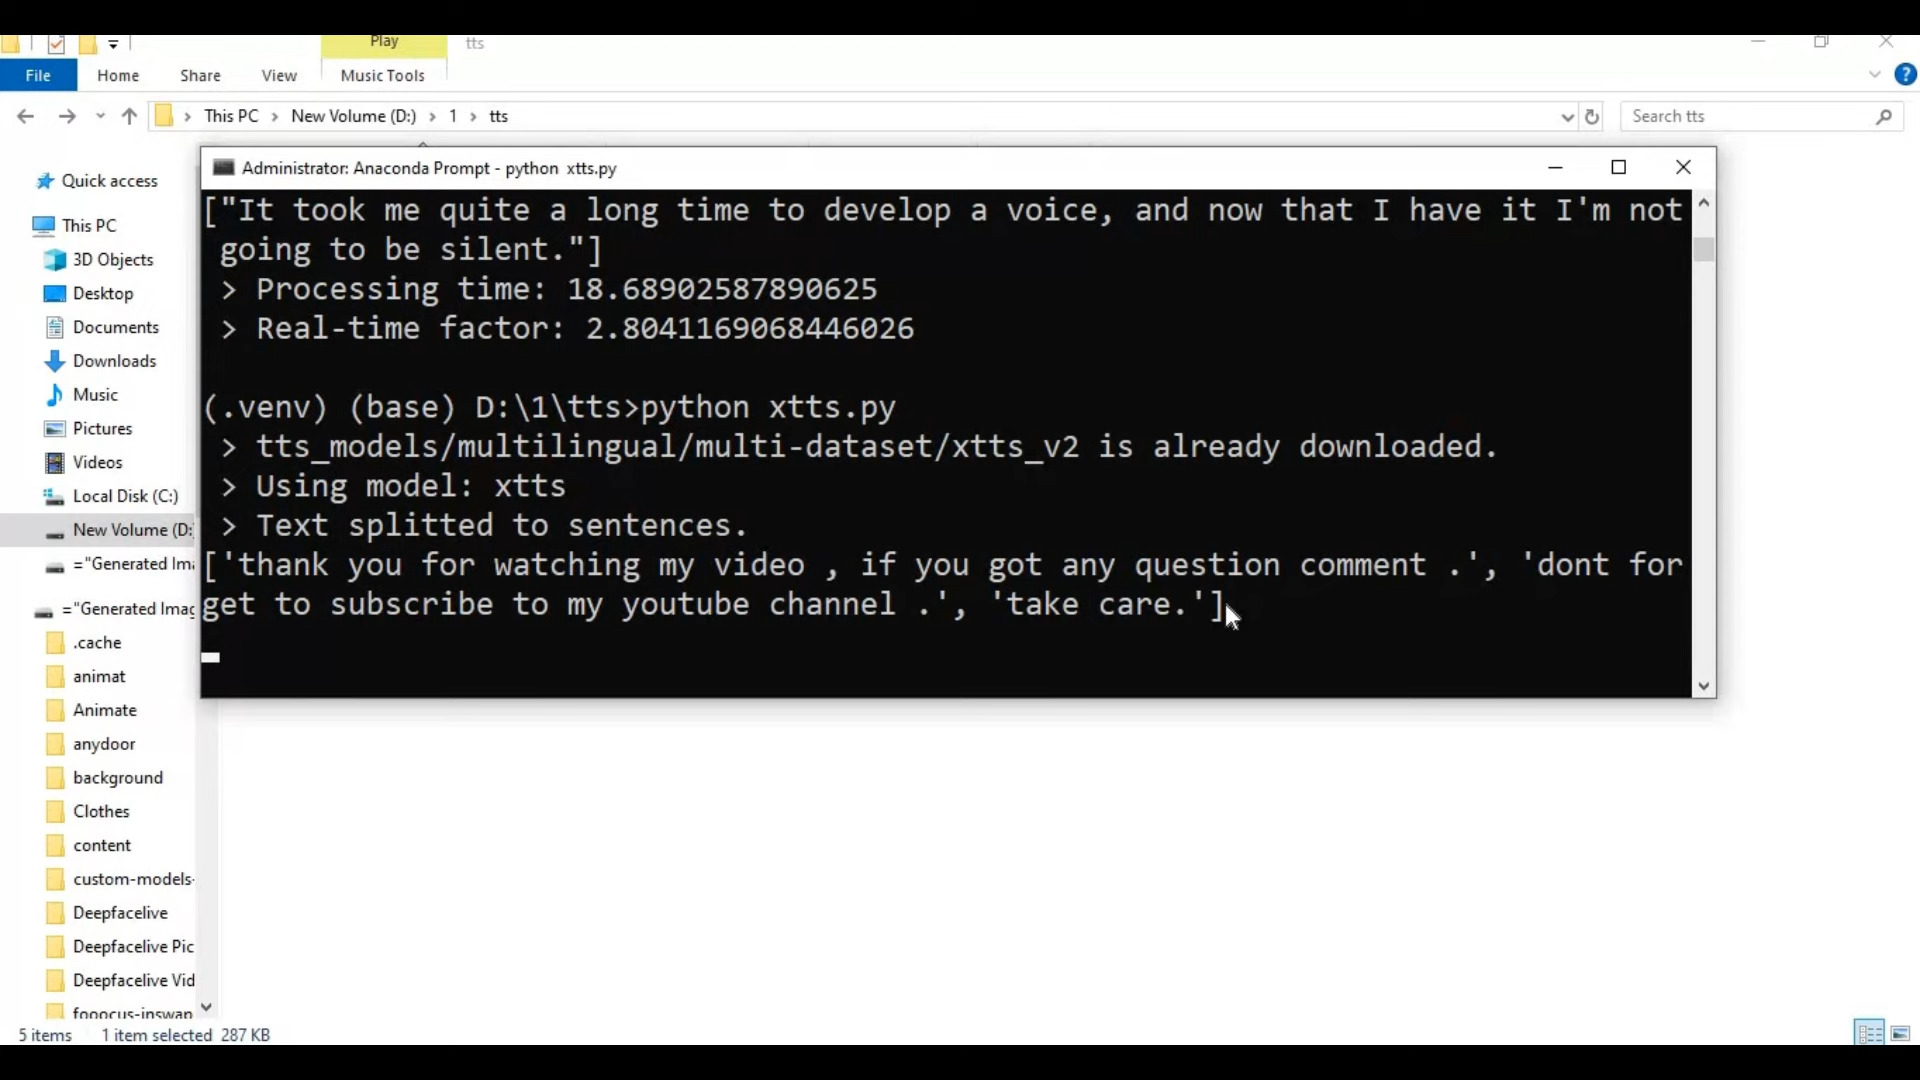 Play
tts
File
Home
Share
View
Music Tools
?
This PC
New Volume (D:)
1
tts
Search tts
Administrator: Anaconda Prompt - python  xtts.py
["It took me quite a long time to develop a voice, and now that I have it I'm not
going to be silent."]
> Processing time: 18.68902587890625
> Real-time factor: 2.8041169068446026
(.venv) (base) D:\1\tts>python xtts.py
> tts_models/multilingual/multi-dataset/xtts_v2 is already downloaded.
> Using model: xtts
> Text splitted to sentences.
['thank you for watching my video , if you got any question comment .', 'dont for
get to subscribe to my youtube channel .', 'take care.']
Quick access
This PC
3D Objects
Desktop
Documents
Downloads
Music
Pictures
Videos
Local Disk (C:)
New Volume (D:
="Generated Ima
="Generated Imag
.cache
animat
Animate
anydoor
background
Clothes
content
custom-models-
Deepfacelive
Deepfacelive Pic
Deepfacelive Vid
fooocus-inswap
5 items
1 item selected
287 KB